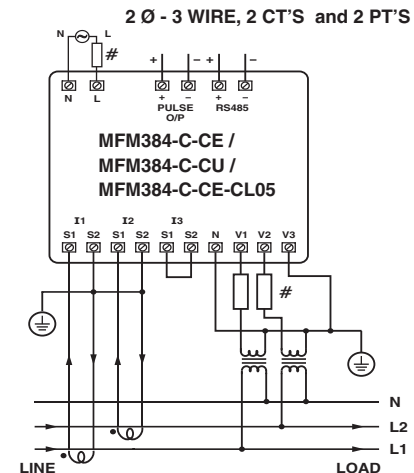 2 Ø - 3 WIRE, 2 CT'S and 2 PT'S
N L
#
+ – + –
N L + – + –
PULSE O/P RS485
MFM384-C-CE /
MFM384-C-CU /
MFM384-C-CE-CL05
I1 I2 I3
S1 S2 S1 S2 S1 S2 N V1 V2 V3
#
N
L2
L1
LINE LOAD